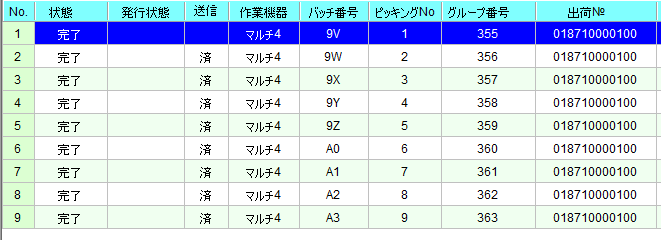 No. 状態 発行状態 送信 作業機器 バッチ番号 ピッキングNo グループ番号 出荷№
1 完了 マルチ4 9V 1 355 018710000100
2 完了 済 マルチ4 9W 2 356 018710000100
3 完了 済 マルチ4 9X 3 357 018710000100
4 完了 済 マルチ4 9Y 4 358 018710000100
5 完了 済 マルチ4 9Z 5 359 018710000100
6 完了 済 マルチ4 A0 6 360 018710000100
7 完了 済 マルチ4 A1 7 361 018710000100
8 完了 済 マルチ4 A2 8 362 018710000100
9 完了 済 マルチ4 A3 9 363 018710000100